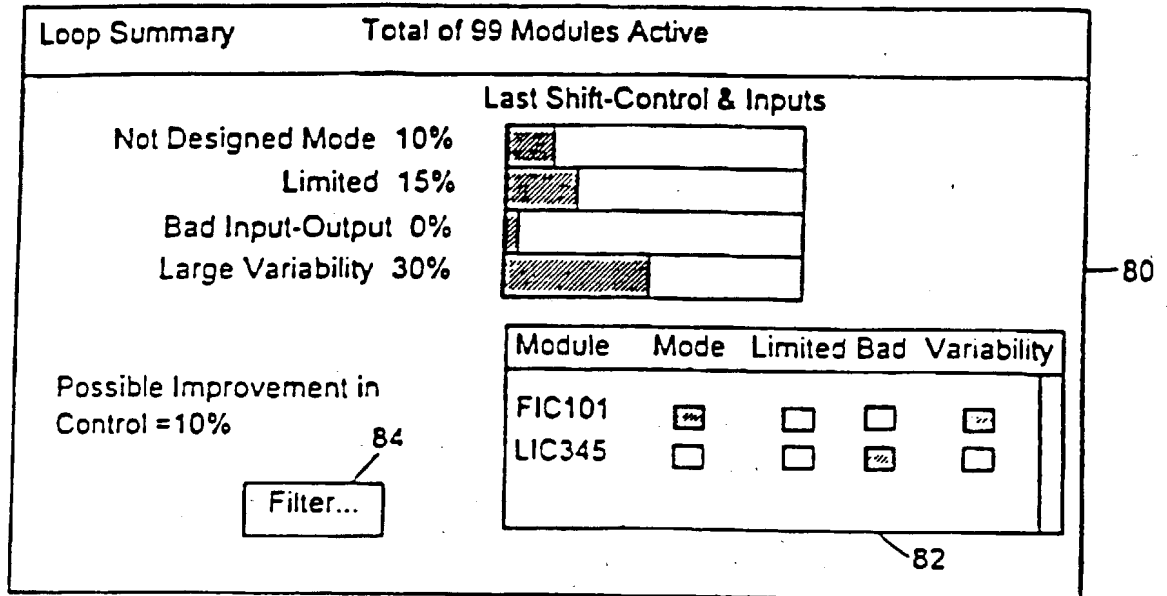 Loop Summary Total of 99 Modules Active
Last Shift-Control & Inputs
Not Designed Mode 10%
Limited 15%
Bad Input-Output 0%
Large Variability 30%
80
Module Mode Limited Bad Variability
FIC101
LIC345
Possible Improvement in
Control =10%
84
Filter...
82